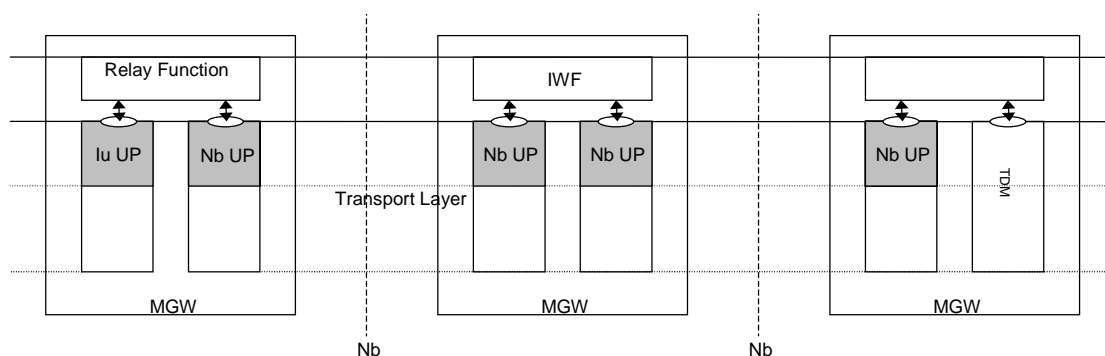 Relay Function
IWF
Iu UP
Nb UP
Nb UP
Nb UP
Nb UP
TDM
Transport Layer
MGW
MGW
MGW
Nb
Nb